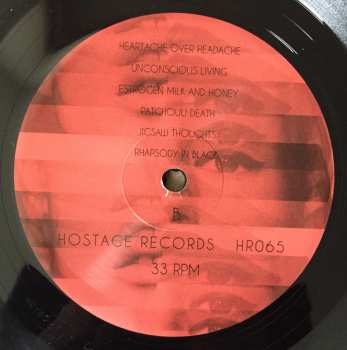 HEARTACHE OVER HEADACHE
UNCONSCIOUS LIVING
ESTROGEN MILK AND HONEY
PATCHOULI DEATH
JIGSAW THOUGHTS
RHAPSODY IN BLACK
B
HOSTAGE RECORDS HR065
33 RPM